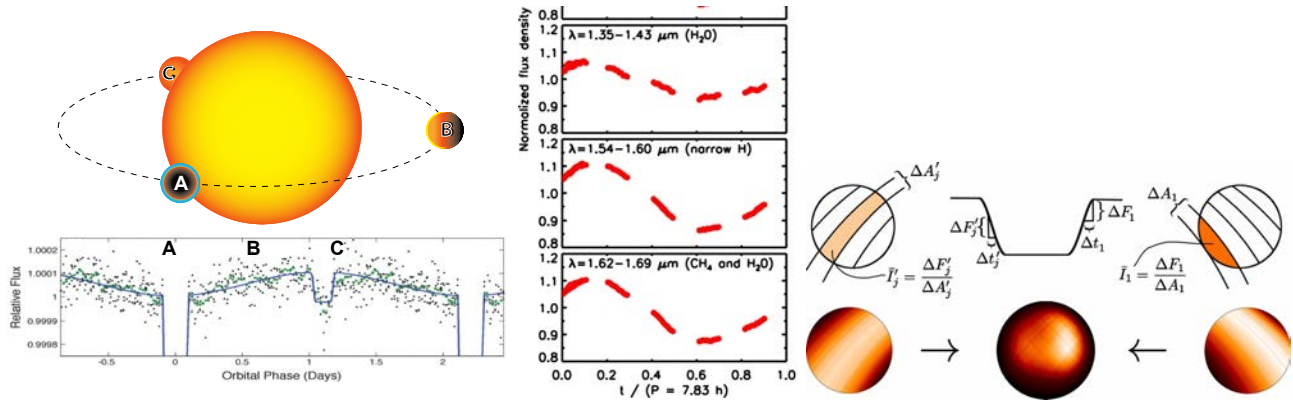 C
B
A
A B C
1.0002
1.0001
1
0.9999
0.9998
Relative Flux
-0.5 0 0.5 1 1.5 2
Orbital Phase (Days)
Normalized flux density
0.8
λ=1.35–1.43 μm (H₂O)
1.2
1.1
1.0
0.9
0.8
λ=1.54–1.60 μm (narrow H)
1.1
1.0
0.9
0.8
λ=1.62–1.69 μm (CH₄ and H₂O)
1.1
1.0
0.9
0.8
0.0 0.2 0.4 0.6 0.8 1.0
t / (P = 7.83 h)
ΔA′ⱼ
ΔF′ⱼ
Δt′ⱼ
Ī′ⱼ = ΔF′ⱼ / ΔA′ⱼ
ΔF₁
Δt₁
ΔA₁
Ī₁ = ΔF₁ / ΔA₁